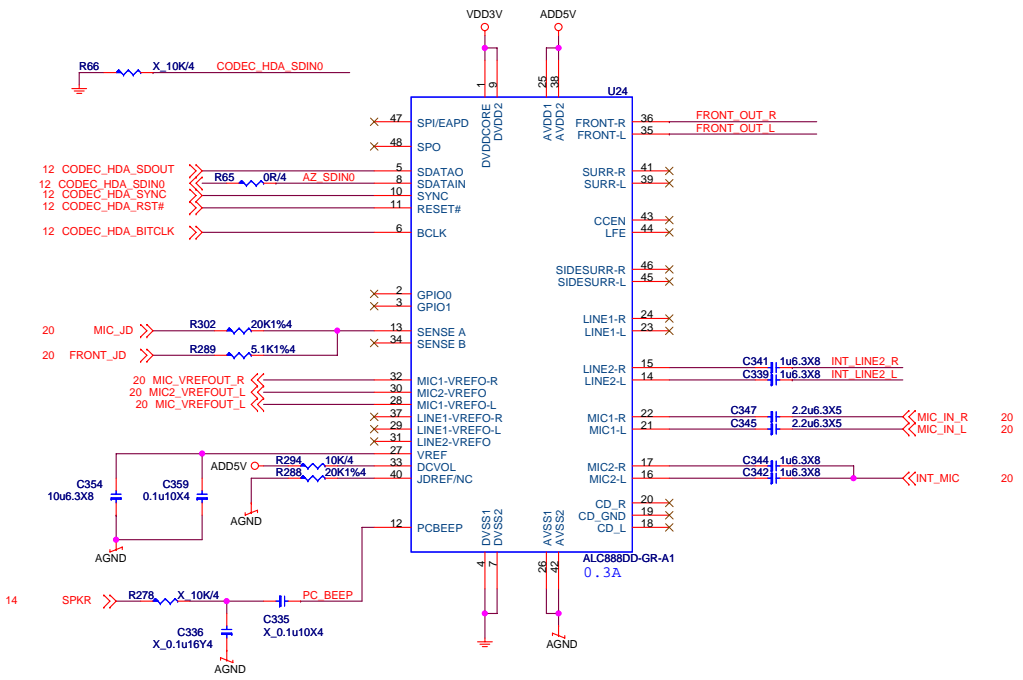 VDD3V
ADD5V
R66
X_10K/4
CODEC_HDA_SDIN0
1
9
25
38
U24
DVDDCORE
DVDD2
AVDD1
AVDD2
47
SPI/EAPD
48
SPO
12 CODEC_HDA_SDOUT
5
SDATAO
12 CODEC_HDA_SDIN0
R65
0R/4
AZ_SDIN0
8
SDATAIN
12 CODEC_HDA_SYNC
10
SYNC
12 CODEC_HDA_RST#
11
RESET#
12 CODEC_HDA_BITCLK
6
BCLK
2
GPIO0
3
GPIO1
20
MIC_JD
R302
20K1%4
13
SENSE A
34
SENSE B
20
FRONT_JD
R289
5.1K1%4
20 MIC_VREFOUT_R
32
MIC1-VREFO-R
20 MIC2_VREFOUT_L
30
MIC2-VREFO
20 MIC_VREFOUT_L
28
MIC1-VREFO-L
37
LINE1-VREFO-R
29
LINE1-VREFO-L
31
LINE2-VREFO
27
VREF
ADD5V
R294
10K/4
33
DCVOL
R288
20K1%4
40
JDREF/NC
C354
10u6.3X8
C359
0.1u10X4
AGND
AGND
12
PCBEEP
FRONT-R
36
FRONT_OUT_R
FRONT-L
35
FRONT_OUT_L
SURR-R
41
SURR-L
39
CCEN
43
LFE
44
SIDESURR-R
46
SIDESURR-L
45
LINE1-R
24
LINE1-L
23
LINE2-R
15
C341
1u6.3X8
INT_LINE2_R
LINE2-L
14
C339
1u6.3X8
INT_LINE2_L
MIC1-R
22
C347
2.2u6.3X5
MIC_IN_R
20
MIC1-L
21
C345
2.2u6.3X5
MIC_IN_L
20
MIC2-R
17
C344
1u6.3X8
MIC2-L
16
C342
1u6.3X8
INT_MIC
20
CD_R
20
CD_GND
19
CD_L
18
DVSS1
DVSS2
AVSS1
AVSS2
4
7
26
42
ALC888DD-GR-A1
0.3A
14
SPKR
R278
X_10K/4
C335
X_0.1u10X4
PC_BEEP
C336
X_0.1u16Y4
AGND
AGND